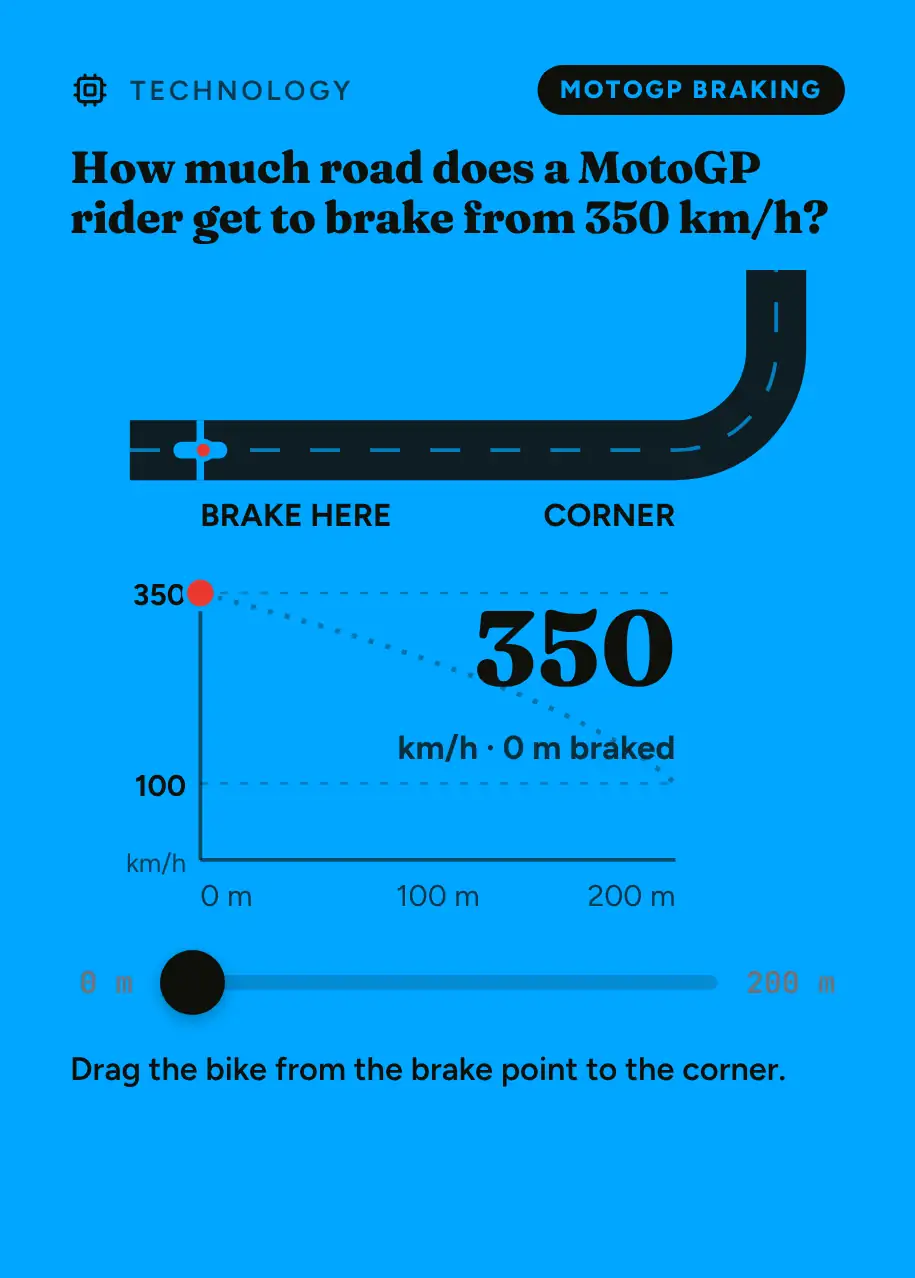 TECHNOLOGY
MOTOGP BRAKING
How much road does a MotoGP
rider get to brake from 350 km/h?
BRAKE HERE
CORNER
350
350
km/h · 0 m braked
100
km/h
0 m
100 m
200 m
0 m
200 m
Drag the bike from the brake point to the corner.